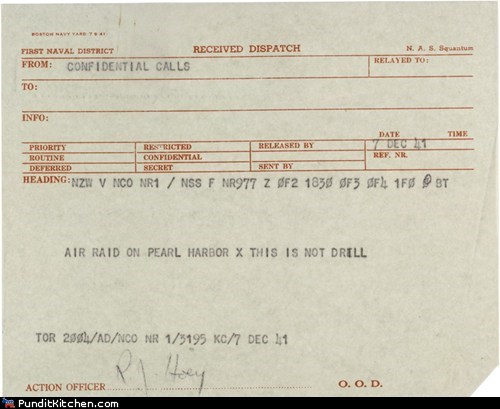 BOSTON NAVY YARD 7-8-41
FIRST NAVAL DISTRICT RECEIVED DISPATCH N. A. S. Squantum
FROM: CONFIDENTIAL CALLS RELAYED TO:
TO:
INFO:
DATE TIME
7 DEC 41
PRIORITY RESTRICTED RELEASED BY
ROUTINE CONFIDENTIAL REF. NR.
DEFERRED SECRET SENT BY
HEADING: NZW V NCO NR1 / NSS F NR977 Z ØF2 183Ø ØF3 ØF4 1FØ Ø BT
AIR RAID ON PEARL HARBOR X THIS IS NOT DRILL
TOR 2ØØ4/AD/NCO NR 1/3195 KC/7 DEC 41
R J Hoey
ACTION OFFICER O. O. D.
PunditKitchen.com